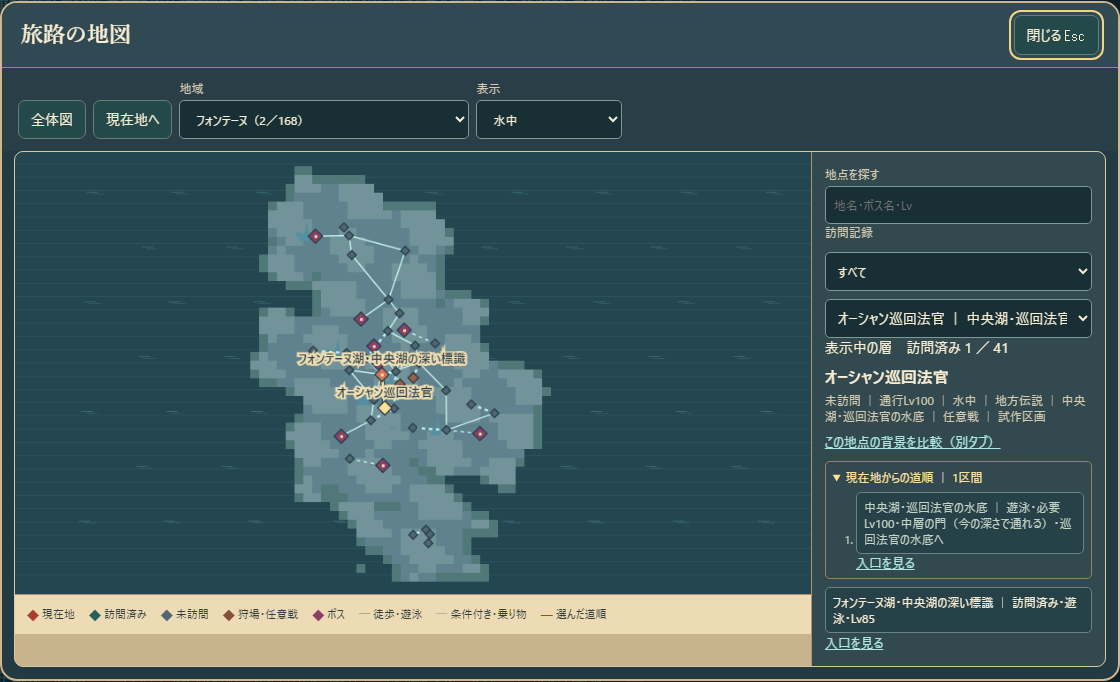 旅路の地図
閉じる Esc
地域
表示
全体図
現在地へ
フォンテーヌ（2／168）
水中
フォンテーヌ湖・中央湖の深い標識
オーシャン巡回法官
現在地
訪問済み
未訪問
狩場・任意戦
ボス
徒歩・遊泳
条件付き・乗り物
選んだ道順
地点を探す
地名・ボス名・Lv
訪問記録
すべて
オーシャン巡回法官 ｜ 中央湖・巡回法官
表示中の層 訪問済み 1 ／ 41
オーシャン巡回法官
未訪問 ｜ 通行Lv100 ｜ 水中 ｜ 地方伝説 ｜ 中央
湖・巡回法官の水底 ｜ 任意戦 ｜ 試作区画
この地点の背景を比較（別タブ）
▼ 現在地からの道順 ｜ 1区間
中央湖・巡回法官の水底 ｜ 遊泳・必要
Lv100・中層の門（今の深さで通れる）・巡
1. 回法官の水底へ
入口を見る
フォンテーヌ湖・中央湖の深い標識 ｜ 訪問済み・遊
泳・Lv85
入口を見る